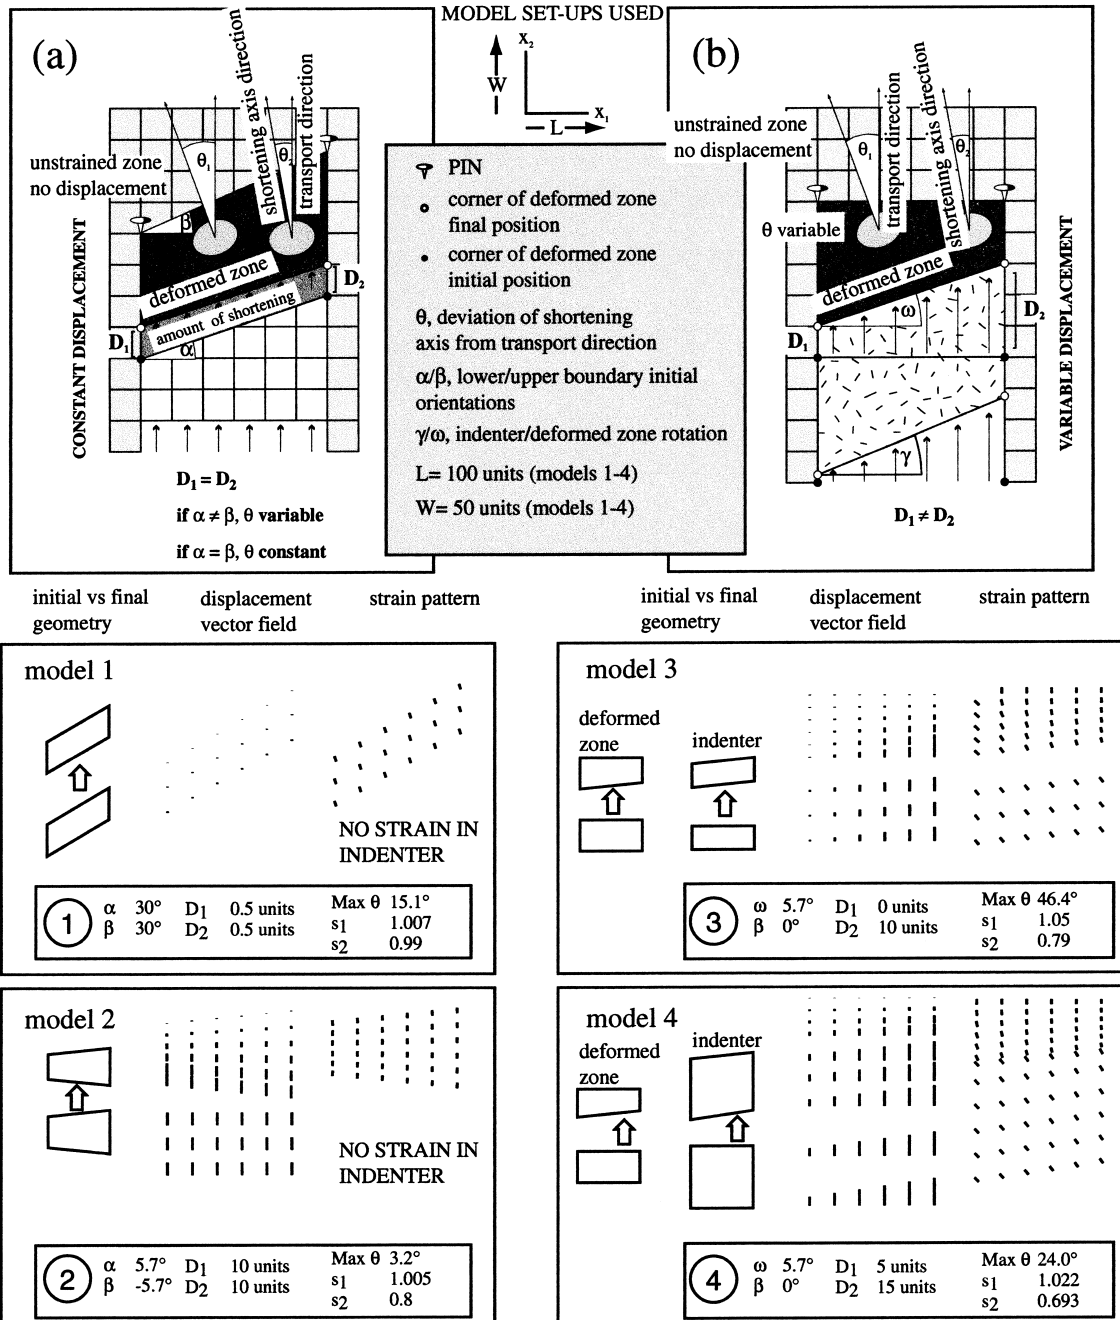 MODEL SET-UPS USED
(a)
shortening axis direction
transport direction
θ1
θ2
unstrained zone
no displacement
β
CONSTANT DISPLACEMENT
deformed zone
amount of shortening
D1
D2
α
D1 = D2
if α ≠ β, θ variable
if α = β, θ constant
x2
W
x1
L
PIN
corner of deformed zone
final position
corner of deformed zone
initial position
θ, deviation of shortening
axis from transport direction
α/β, lower/upper boundary initial
orientations
γ/ω, indenter/deformed zone rotation
L= 100 units (models 1-4)
W= 50 units (models 1-4)
(b)
unstrained zone
no displacement
θ1
transport direction
shortening axis direction
θ2
θ variable
deformed zone
ω
D1
D2
γ
VARIABLE DISPLACEMENT
D1 ≠ D2
initial vs final
geometry
displacement
vector field
strain pattern
initial vs final
geometry
displacement
vector field
strain pattern
model 1
NO STRAIN IN
INDENTER
1
α 30° D1 0.5 units Max θ 15.1°
β 30° D2 0.5 units s1 1.007
s2 0.99
model 3
deformed
zone
indenter
3
ω 5.7° D1 0 units Max θ 46.4°
β 0° D2 10 units s1 1.05
s2 0.79
model 2
NO STRAIN IN
INDENTER
2
α 5.7° D1 10 units Max θ 3.2°
β -5.7° D2 10 units s1 1.005
s2 0.8
model 4
deformed
zone
indenter
4
ω 5.7° D1 5 units Max θ 24.0°
β 0° D2 15 units s1 1.022
s2 0.693